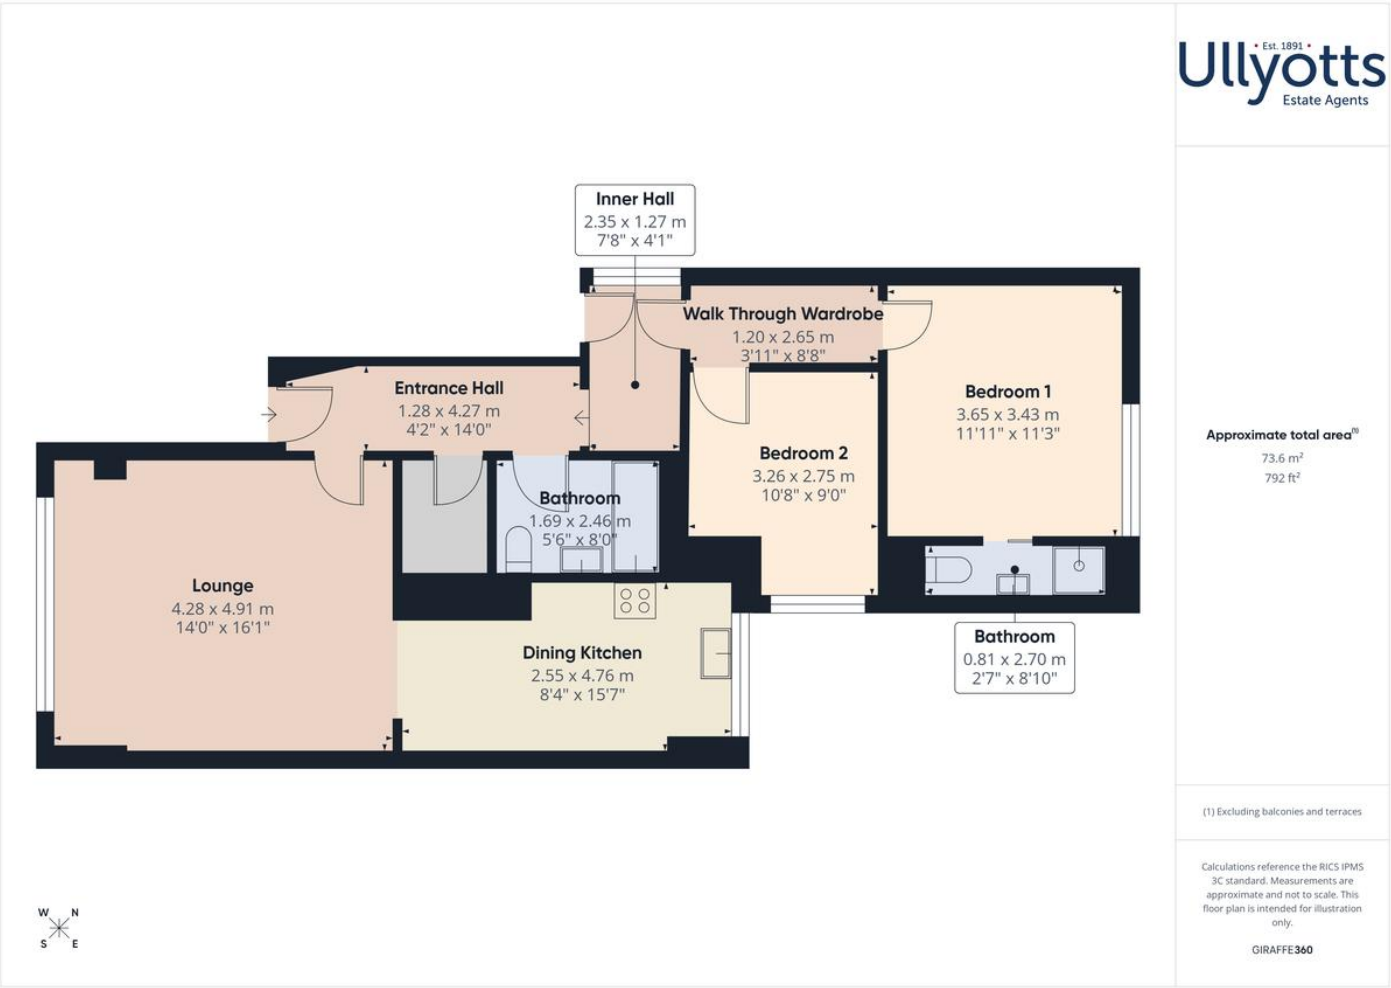 • Est. 1891 •
Ullyotts
Estate Agents
Inner Hall
2.35 x 1.27 m
7'8" x 4'1"
Walk Through Wardrobe
1.20 x 2.65 m
3'11" x 8'8"
Entrance Hall
1.28 x 4.27 m
4'2" x 14'0"
Bedroom 1
3.65 x 3.43 m
11'11" x 11'3"
Bedroom 2
3.26 x 2.75 m
10'8" x 9'0"
Bathroom
1.69 x 2.46 m
5'6" x 8'0"
Lounge
4.28 x 4.91 m
14'0" x 16'1"
Dining Kitchen
2.55 x 4.76 m
8'4" x 15'7"
Bathroom
0.81 x 2.70 m
2'7" x 8'10"
W N
S E
Approximate total area⁽¹⁾
73.6 m²
792 ft²
(1) Excluding balconies and terraces
Calculations reference the RICS IPMS
3C standard. Measurements are
approximate and not to scale. This
floor plan is intended for illustration
only.
GIRAFFE360